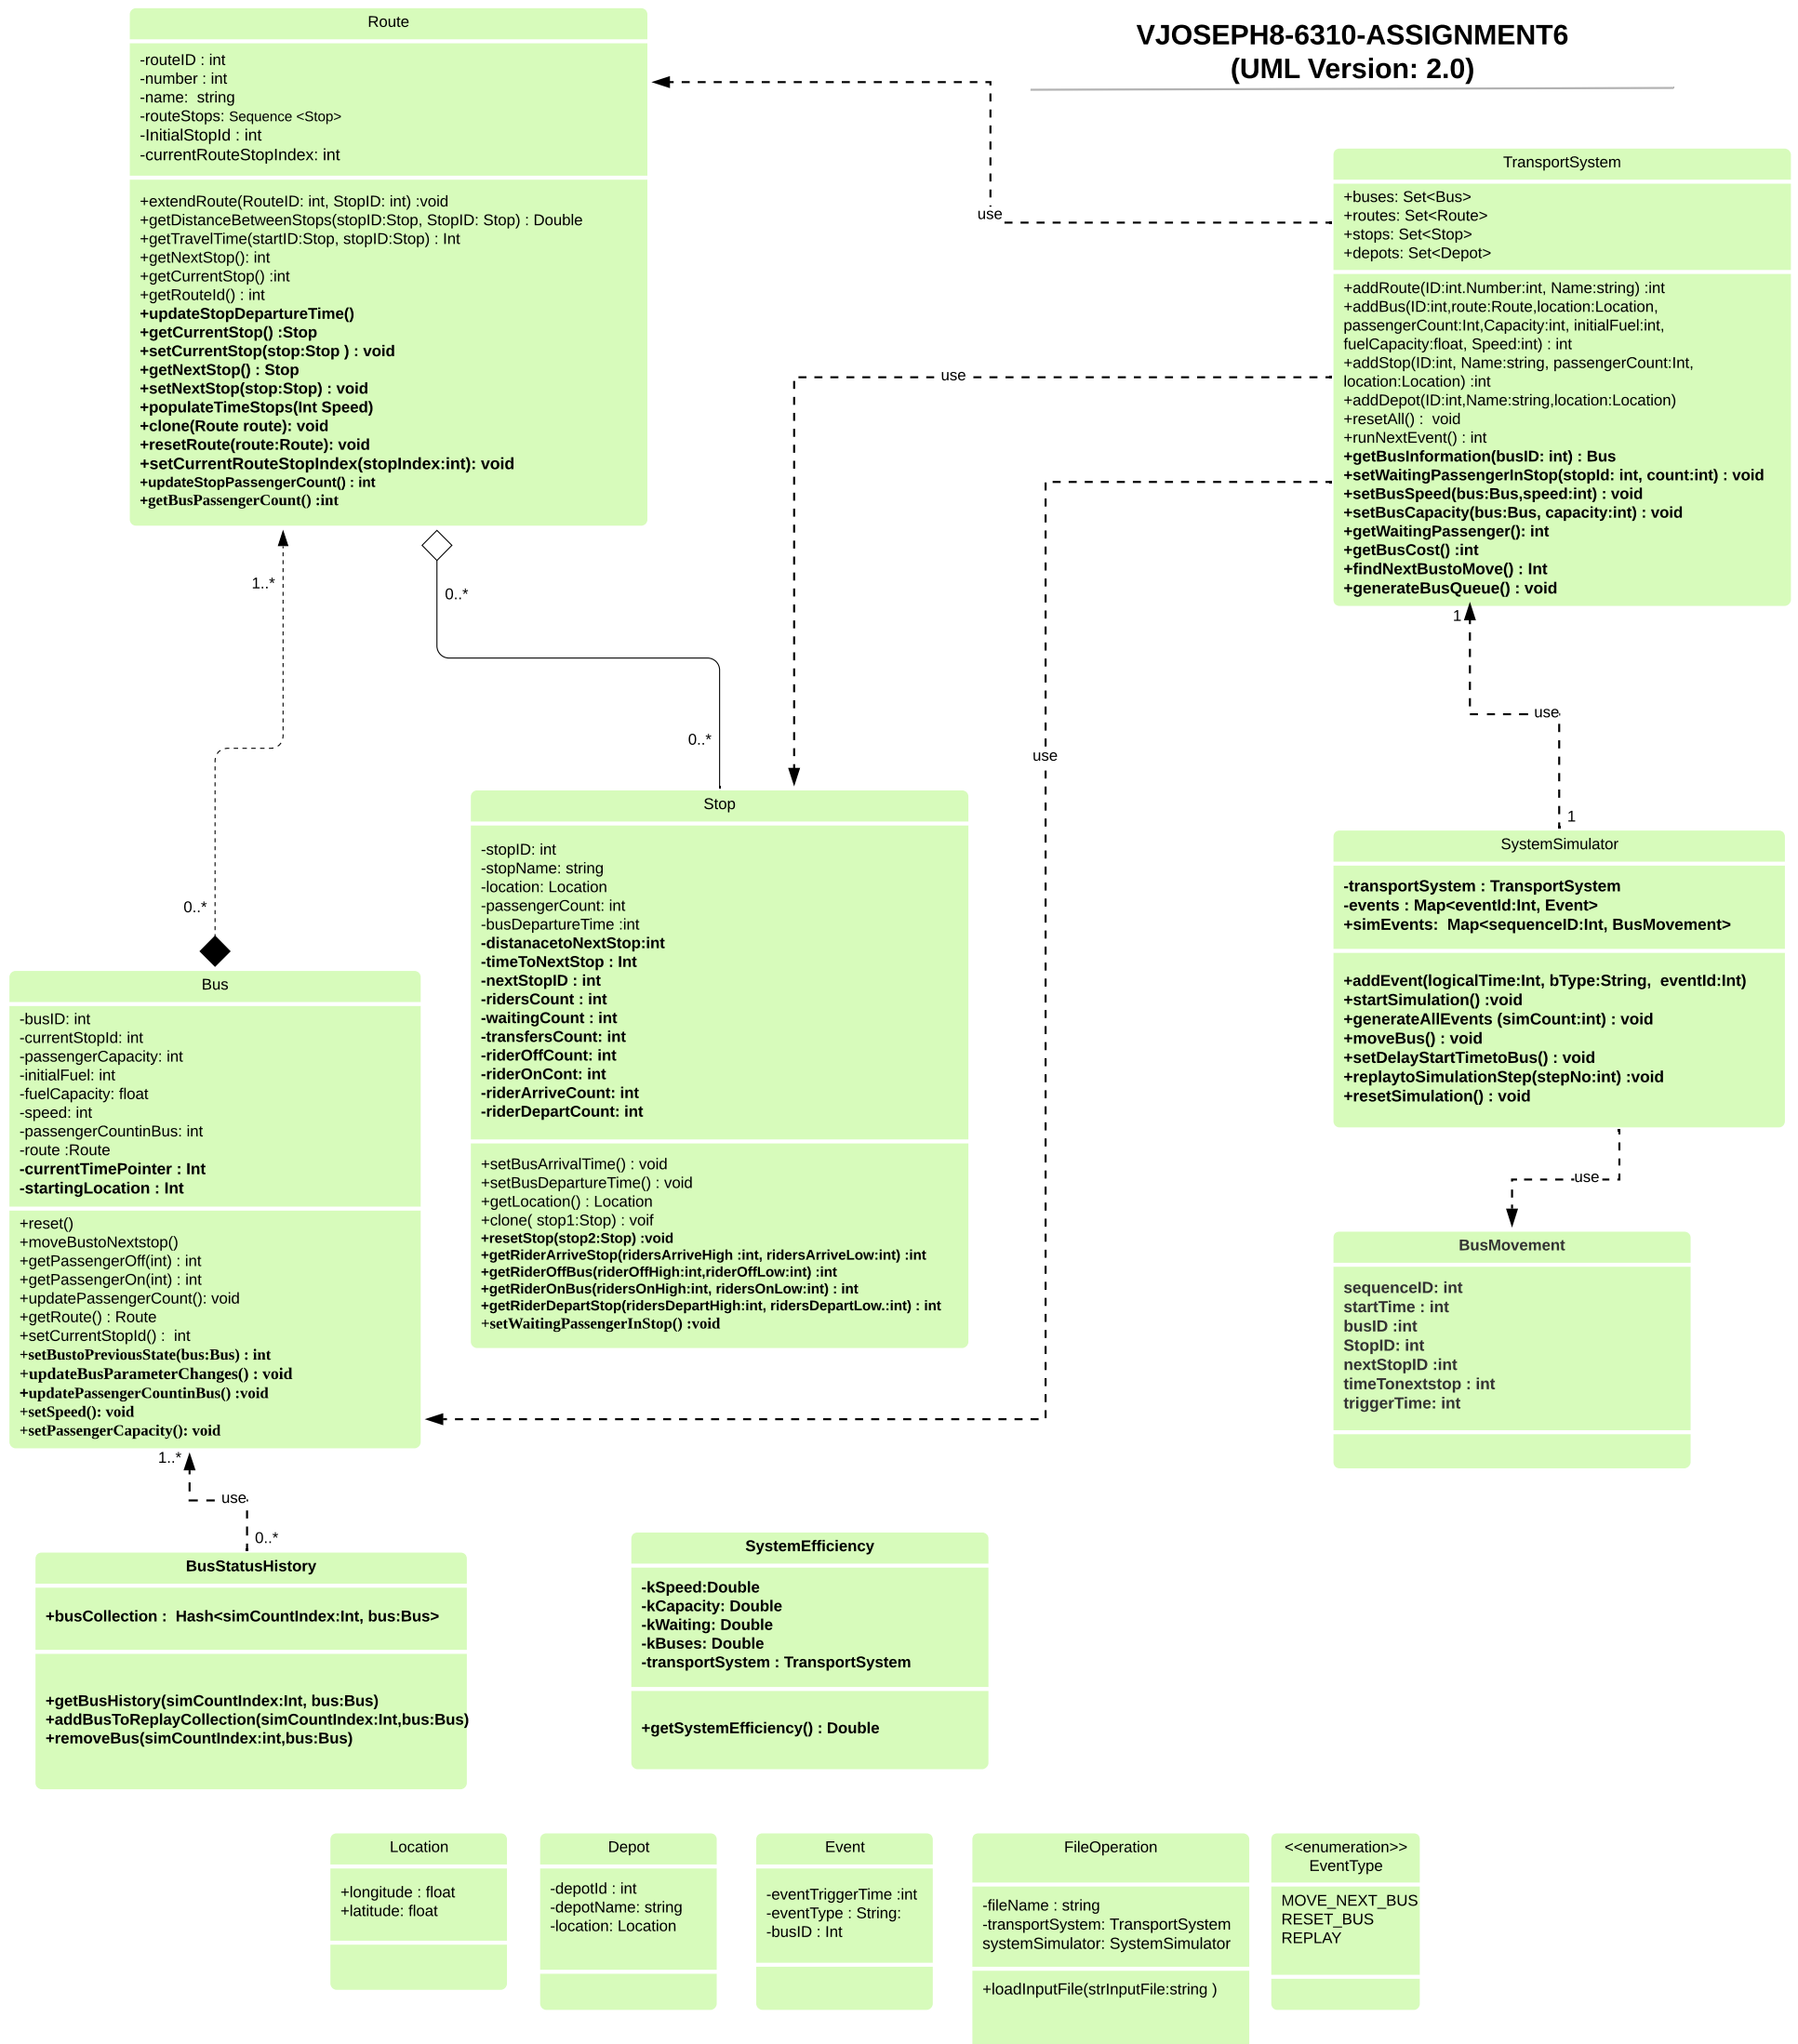 VJOSEPH8-6310-ASSIGNMENT6
(UML Version: 2.0)
Route
-routeID : int
-number : int
-name:  string
-routeStops: Sequence <Stop>
-InitialStopId : int
-currentRouteStopIndex: int
+extendRoute(RouteID: int, StopID: int) :void
+getDistanceBetweenStops(stopID:Stop, StopID: Stop) : Double
+getTravelTime(startID:Stop, stopID:Stop) : Int
+getNextStop(): int
+getCurrentStop() :int
+getRouteId() : int
+updateStopDepartureTime()
+getCurrentStop() :Stop
+setCurrentStop(stop:Stop ) : void
+getNextStop() : Stop
+setNextStop(stop:Stop) : void
+populateTimeStops(Int Speed)
+clone(Route route): void
+resetRoute(route:Route): void
+setCurrentRouteStopIndex(stopIndex:int): void
+updateStopPassengerCount() : int
+getBusPassengerCount() :int
use
TransportSystem
+buses: Set<Bus>
+routes: Set<Route>
+stops: Set<Stop>
+depots: Set<Depot>
+addRoute(ID:int.Number:int, Name:string) :int
+addBus(ID:int,route:Route,location:Location,
passengerCount:Int,Capacity:int, initialFuel:int,
fuelCapacity:float, Speed:int) : int
+addStop(ID:int, Name:string, passengerCount:Int,
location:Location) :int
+addDepot(ID:int,Name:string,location:Location)
+resetAll() :  void
+runNextEvent() : int
+getBusInformation(busID: int) : Bus
+setWaitingPassengerInStop(stopId: int, count:int) : void
+setBusSpeed(bus:Bus,speed:int) : void
+setBusCapacity(bus:Bus, capacity:int) : void
+getWaitingPassenger(): int
+getBusCost() :int
+findNextBustoMove() : Int
+generateBusQueue() : void
use
1..*
0..*
1
use
0..*
use
1
0..*
Stop
-stopID: int
-stopName: string
-location: Location
-passengerCount: int
-busDepartureTime :int
-distanacetoNextStop:int
-timeToNextStop : Int
-nextStopID : int
-ridersCount : int
-waitingCount : int
-transfersCount: int
-riderOffCount: int
-riderOnCont: int
-riderArriveCount: int
-riderDepartCount: int
+setBusArrivalTime() : void
+setBusDepartureTime() : void
+getLocation() : Location
+clone( stop1:Stop) : voif
+resetStop(stop2:Stop) :void
+getRiderArriveStop(ridersArriveHigh :int, ridersArriveLow:int) :int
+getRiderOffBus(riderOffHigh:int,riderOffLow:int) :int
+getRiderOnBus(ridersOnHigh:int, ridersOnLow:int) : int
+getRiderDepartStop(ridersDepartHigh:int, ridersDepartLow.:int) : int
+setWaitingPassengerInStop() :void
SystemSimulator
-transportSystem : TransportSystem
-events : Map<eventId:Int, Event>
+simEvents:  Map<sequenceID:Int, BusMovement>
+addEvent(logicalTime:Int, bType:String,  eventId:Int)
+startSimulation() :void
+generateAllEvents (simCount:int) : void
+moveBus() : void
+setDelayStartTimetoBus() : void
+replaytoSimulationStep(stepNo:int) :void
+resetSimulation() : void
0..*
Bus
-busID: int
-currentStopId: int
-passengerCapacity: int
-initialFuel: int
-fuelCapacity: float
-speed: int
-passengerCountinBus: int
-route :Route
-currentTimePointer : Int
-startingLocation : Int
+reset()
+moveBustoNextstop()
+getPassengerOff(int) : int
+getPassengerOn(int) : int
+updatePassengerCount(): void
+getRoute() : Route
+setCurrentStopId() :  int
+setBustoPreviousState(bus:Bus) : int
+updateBusParameterChanges() : void
+updatePassengerCountinBus() :void
+setSpeed(): void
+setPassengerCapacity(): void
use
BusMovement
sequenceID: int
startTime : int
busID :int
StopID: int
nextStopID :int
timeTonextstop : int
triggerTime: int
1..*
use
0..*
BusStatusHistory
+busCollection :  Hash<simCountIndex:Int, bus:Bus>
+getBusHistory(simCountIndex:Int, bus:Bus)
+addBusToReplayCollection(simCountIndex:Int,bus:Bus)
+removeBus(simCountIndex:int,bus:Bus)
SystemEfficiency
-kSpeed:Double
-kCapacity: Double
-kWaiting: Double
-kBuses: Double
-transportSystem : TransportSystem
+getSystemEfficiency() : Double
Location
+longitude : float
+latitude: float
Depot
-depotId : int
-depotName: string
-location: Location
Event
-eventTriggerTime :int
-eventType : String:
-busID : Int
FileOperation
-fileName : string
-transportSystem: TransportSystem
systemSimulator: SystemSimulator
+loadInputFile(strInputFile:string )
<<enumeration>>
EventType
MOVE_NEXT_BUS
RESET_BUS
REPLAY